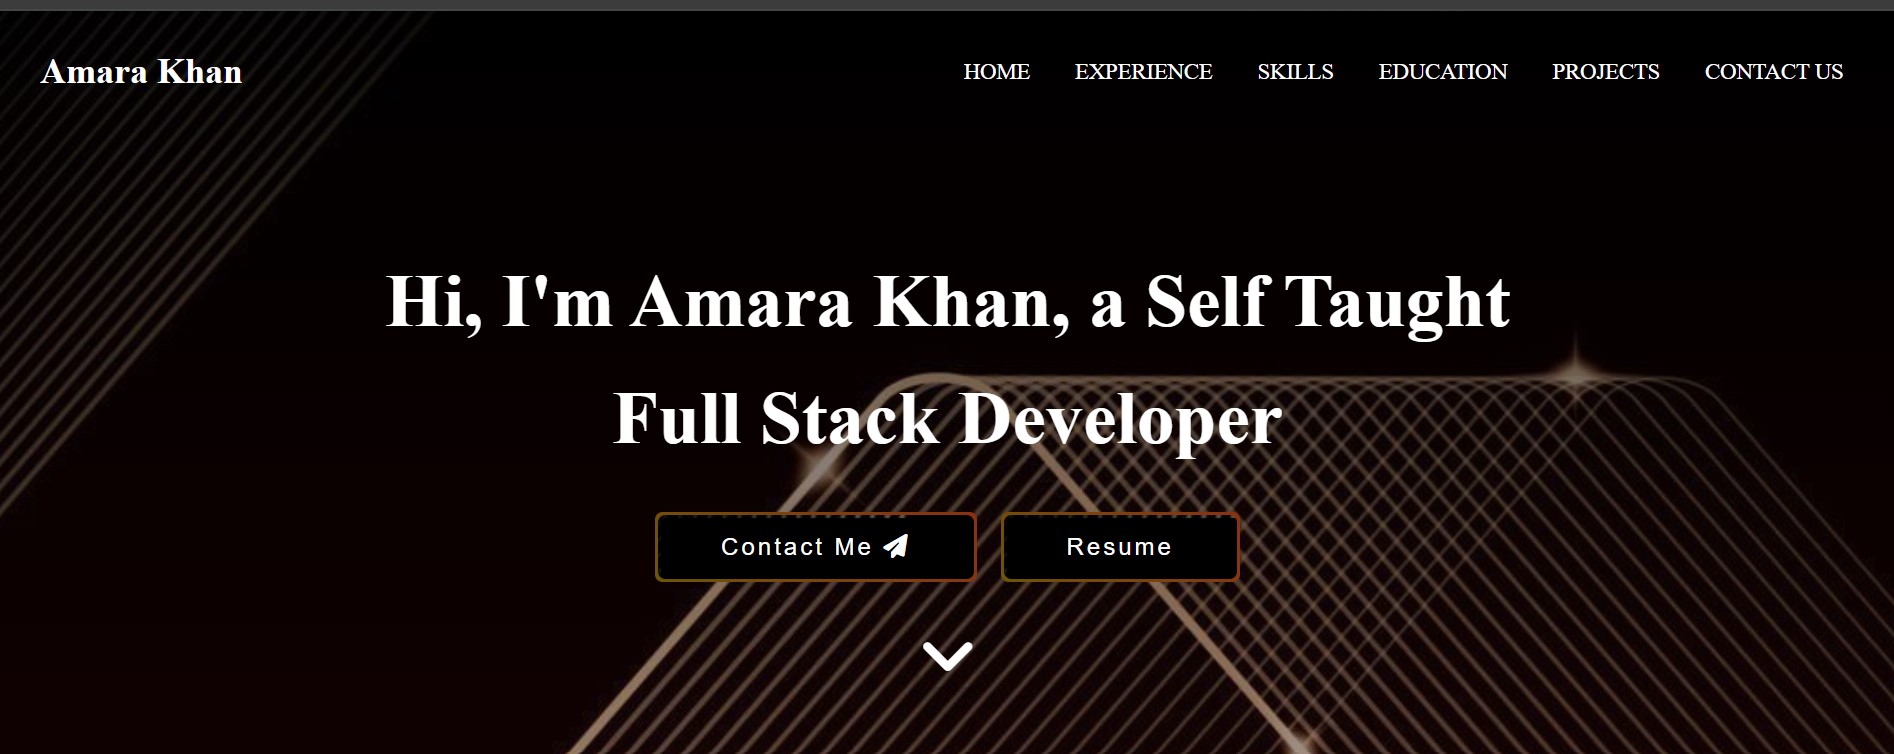 Amara Khan
HOME EXPERIENCE SKILLS EDUCATION PROJECTS CONTACT US
Hi, I'm Amara Khan, a Self Taught
Full Stack Developer
Contact Me
Resume